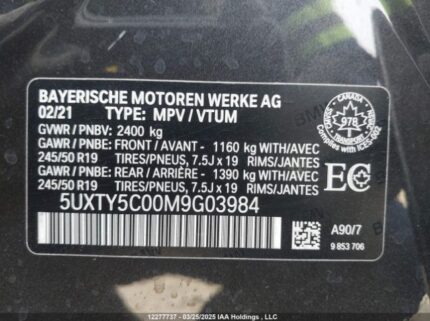 BAYERISCHE MOTOREN WERKE AG
02/21 TYPE: MPV / VTUM
GVWR / PNBV: 2400 kg
GAWR / PNBE: FRONT / AVANT - 1160 kg WITH/AVEC
245/50 R19 TIRES/PNEUS, 7.5J x 19 RIMS/JANTES
GAWR / PNBE: REAR / ARRIÈRE - 1390 kg WITH/AVEC
245/50 R19 TIRES/PNEUS, 7.5J x 19 RIMS/JANTES
5UXTY5C00M9G03984
CANADA
978
EC
A90/7
9 853 706
12277737 - 03/25/2025 IAA Holdings, LLC